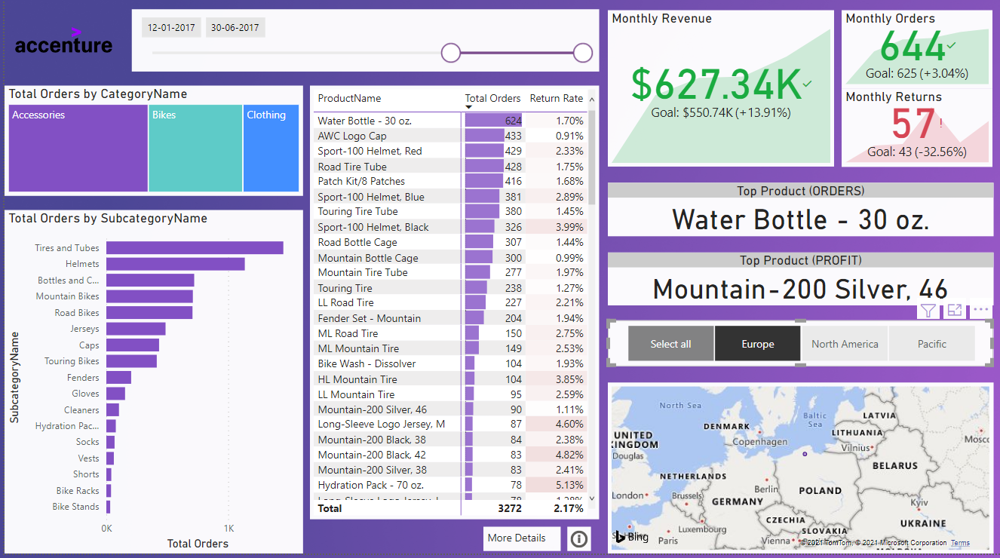 accenture
12-01-2017 30-06-2017
Total Orders by CategoryName
Accessories Bikes Clothing
Total Orders by SubcategoryName
SubcategoryName
Tires and Tubes
Helmets
Bottles and C...
Mountain Bikes
Road Bikes
Jerseys
Caps
Touring Bikes
Fenders
Gloves
Cleaners
Hydration Pac...
Socks
Vests
Shorts
Bike Racks
Bike Stands
0K 1K
Total Orders
ProductName Total Orders Return Rate
Water Bottle - 30 oz. 624 1.70%
AWC Logo Cap 433 0.91%
Sport-100 Helmet, Red 429 2.33%
Road Tire Tube 428 1.75%
Patch Kit/8 Patches 416 1.68%
Sport-100 Helmet, Blue 381 2.89%
Touring Tire Tube 380 1.45%
Sport-100 Helmet, Black 326 3.99%
Road Bottle Cage 307 1.44%
Mountain Bottle Cage 300 0.99%
Mountain Tire Tube 277 1.97%
Touring Tire 238 1.27%
LL Road Tire 227 2.21%
Fender Set - Mountain 204 1.94%
ML Road Tire 150 2.75%
ML Mountain Tire 149 2.53%
Bike Wash - Dissolver 104 1.93%
HL Mountain Tire 104 3.85%
LL Mountain Tire 95 2.59%
Mountain-200 Silver, 46 90 1.11%
Long-Sleeve Logo Jersey, M 87 4.60%
Mountain-200 Black, 38 84 2.38%
Mountain-200 Black, 42 83 4.82%
Mountain-200 Silver, 38 83 2.41%
Hydration Pack - 70 oz. 78 5.13%
Total 3272 2.17%
More Details
Monthly Revenue
$627.34K
Goal: $550.74K (+13.91%)
Monthly Orders
644
Goal: 625 (+3.04%)
Monthly Returns
57!
Goal: 43 (-32.56%)
Top Product (ORDERS)
Water Bottle - 30 oz.
Top Product (PROFIT)
Mountain-200 Silver, 46
Select all Europe North America Pacific
North Sea
Baltic
Sea
LATVIA
DENMARK
LITHUANIA
UNITED
KINGDOM
Copenhagen
Mosc
Douglas
Vilnius
BELARUS
NETHERLANDS
London
Brussels
Berlin
POLAND
GERMANY
Kyiv
Luxembourg
CZECHIA
UKRAINE
SLOVAKIA
Paris
Vienna
Bing
© 2021 TomTom, © 2021 Microsoft Corporation Terms